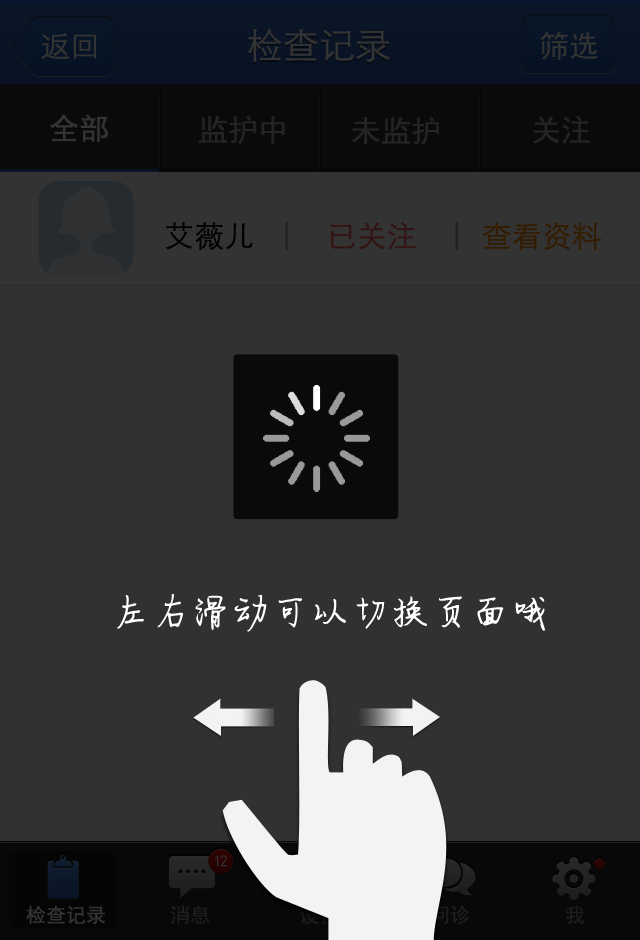 返回 检查记录 筛选
全部 监护中 未监护 关注
艾薇儿 | 已关注 | 查看资料
左右滑动可以切换页面哦
12
检查记录 消息 设 问诊 我